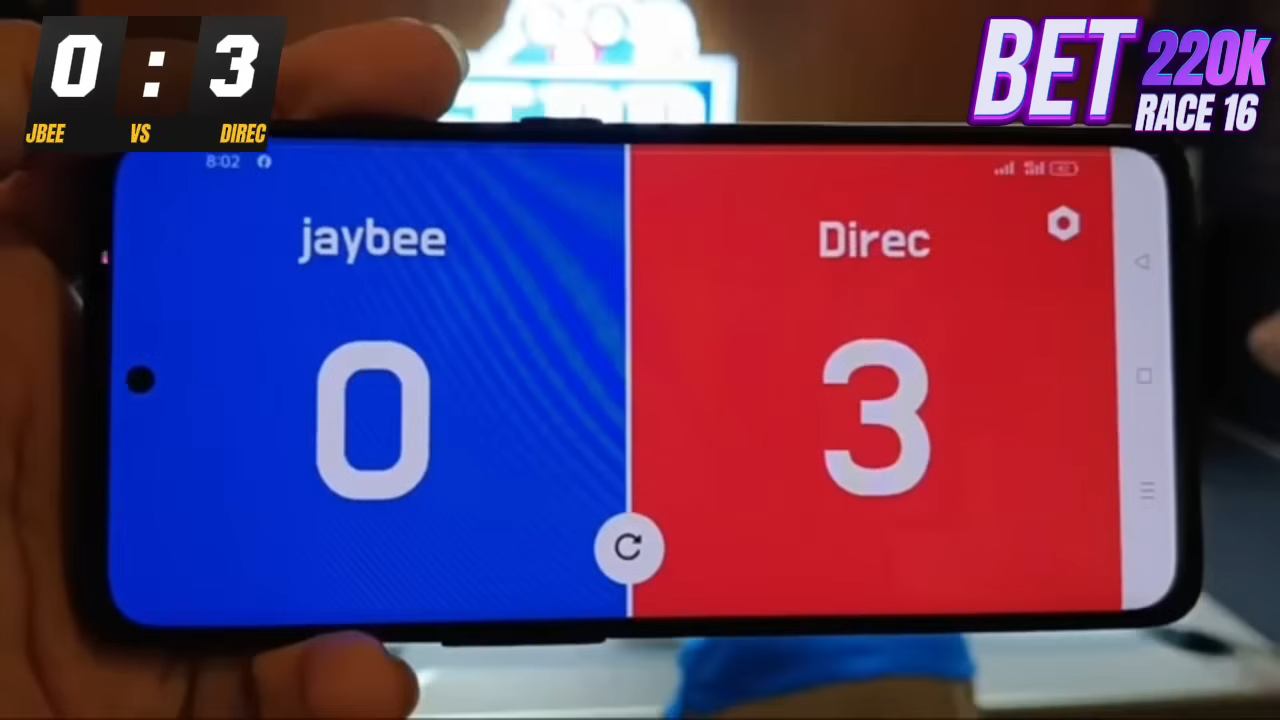 0 : 3
JBEE VS DIREC
BET 220k
RACE 16
8:02
jaybee
Direc
0
3